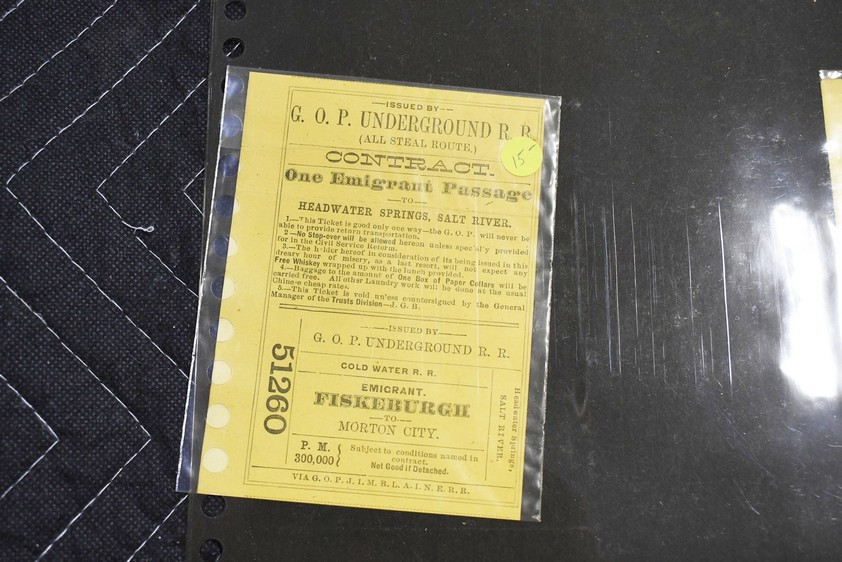 —ISSUED BY—
G. O. P. UNDERGROUND R. R.
(ALL STEAL ROUTE,)
15-
CONTRACT.
One Emigrant Passage
—TO—
HEADWATER SPRINGS, SALT RIVER.
1.—This Ticket is good only one way—the G. O. P. will never be
able to provide return transportation.
2—No Stop-over will be allowed hereon unless specially provided
for in the Civil Service Reform.
3.—The holder hereof in consideration of its being issued in this
dreary hour of misery, as a last resort, will not expect any
Free Whiskey wrapped up with the lunch provided.
4.—Baggage to the amount of One Box of Paper Collars will be
carried free. All other Laundry work will be done at the usual
Chinese cheap rates.
5.—This Ticket is void unless countersigned by the General
Manager of the Trusts Division—J. G. B.
—ISSUED BY—
G. O. P. UNDERGROUND R. R.
COLD WATER R. R.
EMIGRANT.
FISKEBURGH
—TO—
MORTON CITY.
P. M.
300,000
Subject to conditions named in
contract.
Not Good if Detached.
51260
Headwater Springs,
SALT RIVER.
VIA G. O. P. J. I. M. B. L. A. I. N. E. R. R.